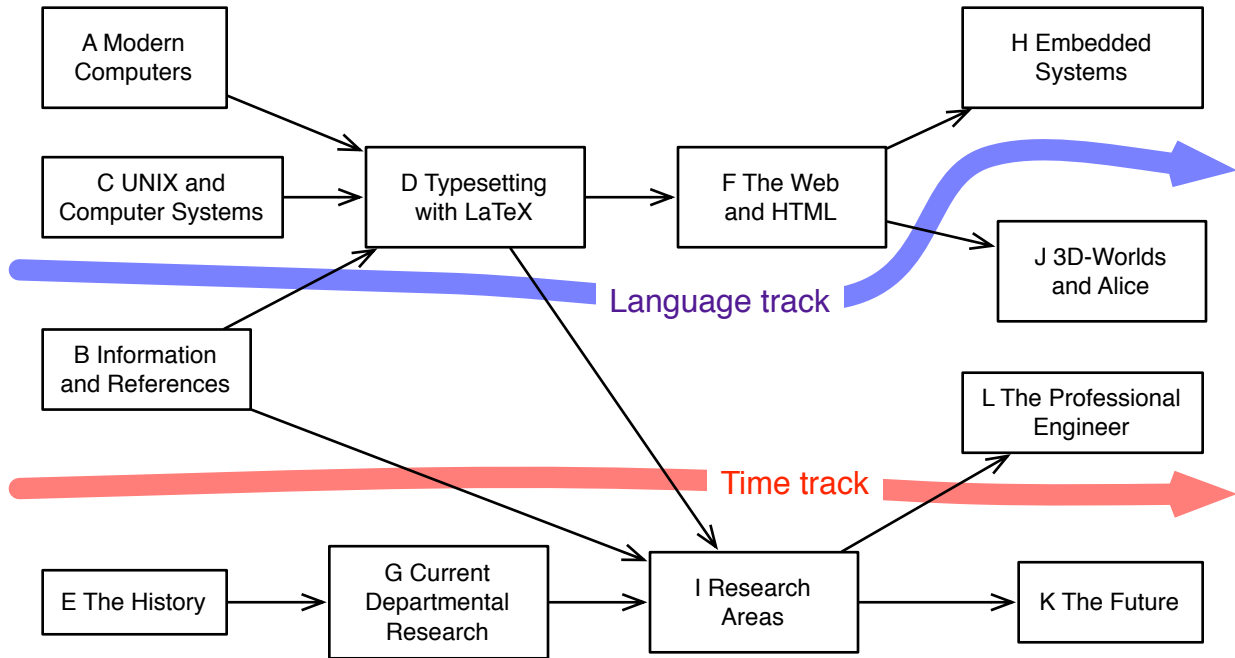 A Modern
Computers
H Embedded
Systems
C UNIX and
Computer Systems
D Typesetting
with LaTeX
F The Web
and HTML
J 3D-Worlds
and Alice
Language track
B Information
and References
L The Professional
Engineer
Time track
E The History
G Current
Departmental
Research
I Research
Areas
K The Future